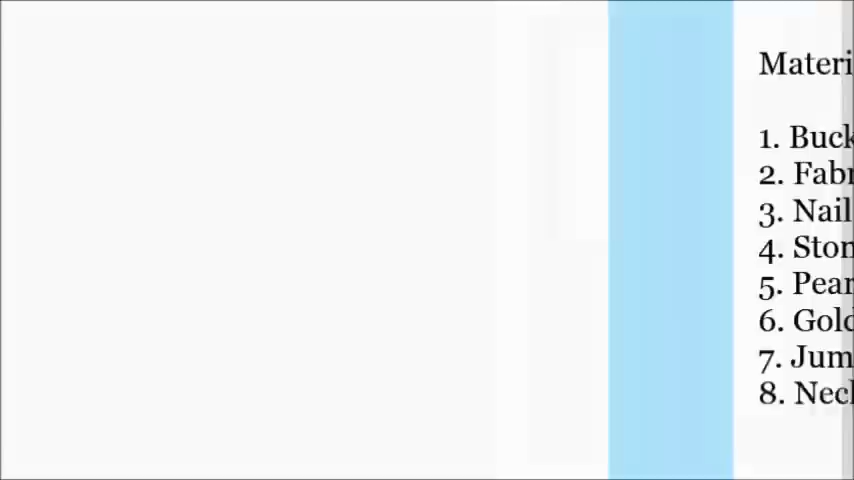 Materi
1. Buck
2. Fabr
3. Nail
4. Ston
5. Pear
6. Gold
7. Jum
8. Neck